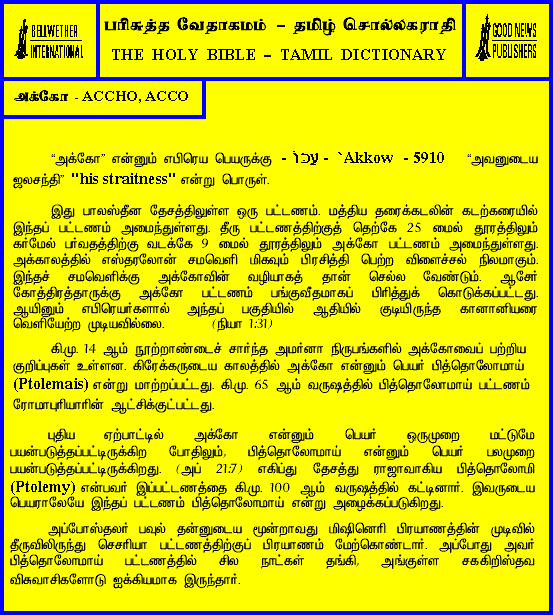 BELLWETHER
INTERNATIONAL
பரிசுத்த வேதாகமம் – தமிழ் சொல்லகராதி
THE HOLY BIBLE – TAMIL DICTIONARY
GOOD NEWS
PUBLISHERS
அக்கோ - ACCHO, ACCO
“அக்கோ” என்னும் எபிரெய பெயருக்கு - עכּוֹ - `Akkow - 5910 “அவனுடைய
ஜலசந்தி” "his straitness" என்று பொருள்.
இது பாலஸ்தீன தேசத்திலுள்ள ஒரு பட்டணம். மத்திய தரைக்கடலின் கடற்கரையில்
இந்தப் பட்டணம் அமைந்துள்ளது. தீரு பட்டணத்திற்குத் தெற்கே 25 மைல் தூரத்திலும்
கர்மேல் பர்வதத்திற்கு வடக்கே 9 மைல் தூரத்திலும் அக்கோ பட்டணம் அமைந்துள்ளது.
அக்காலத்தில் எஸ்தரலோன் சமவெளி மிகவும் பிரசித்தி பெற்ற விளைச்சல் நிலமாகும்.
இந்தச் சமவெளிக்கு அக்கோவின் வழியாகத் தான் செல்ல வேண்டும். ஆசேர்
கோத்திரத்தாருக்கு அக்கோ பட்டணம் பங்குவீதமாகப் பிரித்துக் கொடுக்கப்பட்டது.
ஆயினும் எபிரெயர்களால் அந்தப் பகுதியில் ஆதியில் குடியிருந்த கானானியரை
வெளியேற்ற முடியவில்லை. (நியா 1:31)
கி.மு. 14 ஆம் நூற்றாண்டைச் சார்ந்த அமர்னா நிருபங்களில் அக்கோவைப் பற்றிய
குறிப்புகள் உள்ளன. கிரேக்கருடைய காலத்தில் அக்கோ என்னும் பெயர் பித்தொலோமாய்
(Ptolemais) என்று மாற்றப்பட்டது. கி.மு. 65 ஆம் வருஷத்தில் பித்தொலோமாய் பட்டணம்
ரோமாபுரியாரின் ஆட்சிக்குட்பட்டது.
புதிய ஏற்பாட்டில் அக்கோ என்னும் பெயர் ஒருமுறை மட்டுமே
பயன்படுத்தப்பட்டிருக்கிற போதிலும், பித்தொலோமாய் என்னும் பெயர் பலமுறை
பயன்படுத்தப்பட்டிருக்கிறது. (அப் 21:7) எகிப்து தேசத்து ராஜாவாகிய பித்தொலோமி
(Ptolemy) என்பவர் இப்பட்டணத்தை கி.மு. 100 ஆம் வருஷத்தில் கட்டினார். இவருடைய
பெயராலேயே இந்தப் பட்டணம் பித்தொலோமாய் என்று அழைக்கப்படுகிறது.
அப்போஸ்தலர் பவுல் தன்னுடைய மூன்றாவது மிஷினெரி பிரயாணத்தின் முடிவில்
தீருவிலிருந்து செசரியா பட்டணத்திற்குப் பிரயாணம் மேற்கொண்டார். அப்போது அவர்
பித்தொலோமாய் பட்டணத்தில் சில நாட்கள் தங்கி, அங்குள்ள சககிறிஸ்தவ
விசுவாசிகளோடு ஐக்கியமாக இருந்தார்.